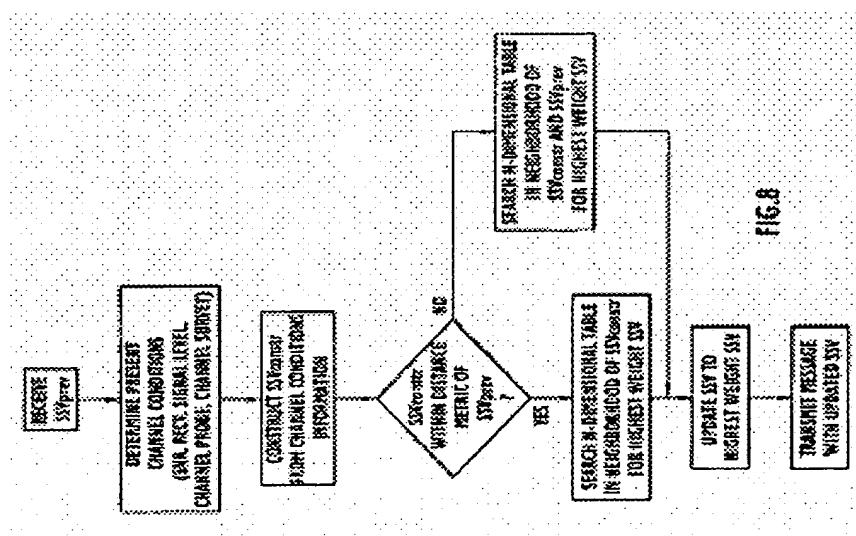 RECEIVE
SSVprev
DETERMINE PRESENT
CHANNEL CONDITIONS
(SNR, RECV. SIGNAL LEVEL,
CHANNEL PROBE, CHANNEL SUBSET)
CONSTRUCT SSVconstr
FROM CHANNEL CONDITIONS
INFORMATION
SSVconstr
WITHIN DISTANCE
METRIC OF
SSVprev
?
NO
YES
SEARCH N-DIMENSIONAL TABLE
IN NEIGHBORHOOD OF
SSVconstr AND SSVprev
FOR HIGHEST WEIGHT SSV
SEARCH N-DIMENSIONAL TABLE
IN NEIGHBORHOOD OF SSVconstr
FOR HIGHEST WEIGHT SSV
UPDATE SSV TO
HIGHEST WEIGHT SSV
TRANSMIT MESSAGE
WITH UPDATED SSV
FIG.8